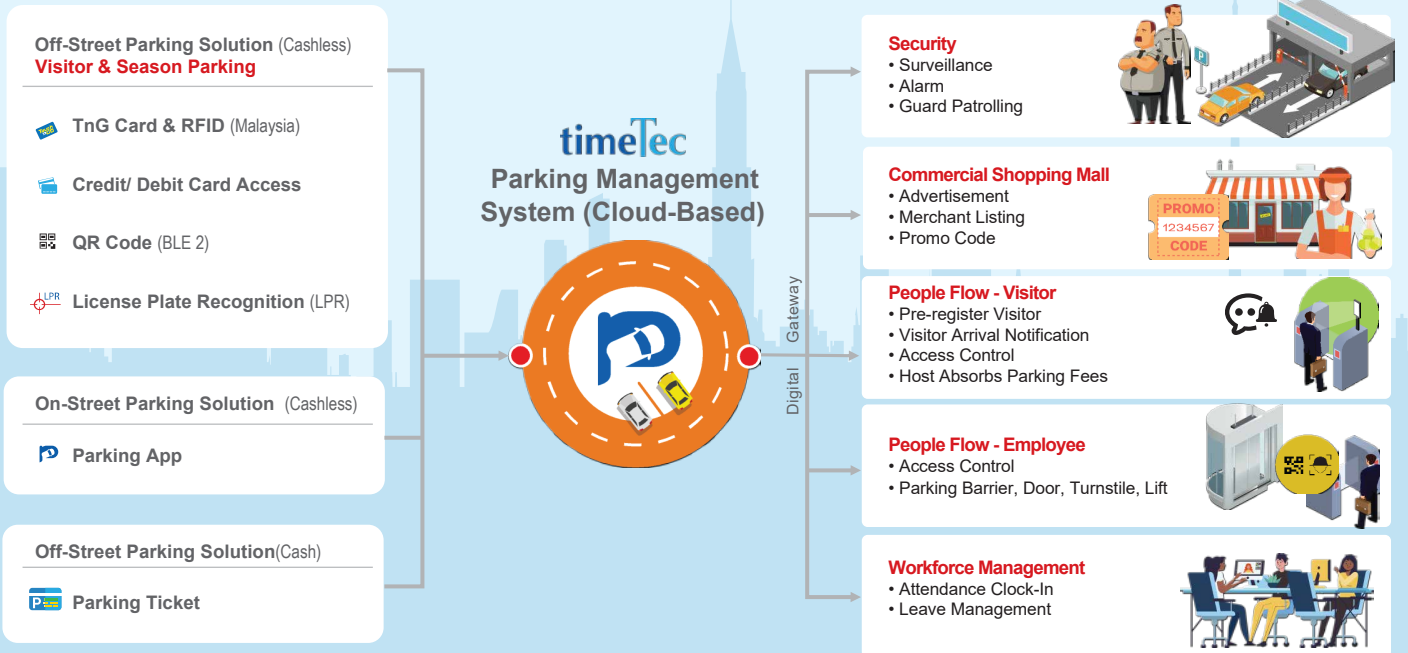 Off-Street Parking Solution (Cashless)
Visitor & Season Parking
TnG Card & RFID (Malaysia)
Credit/ Debit Card Access
QR Code (BLE 2)
LPR
License Plate Recognition (LPR)
On-Street Parking Solution (Cashless)
Parking App
Off-Street Parking Solution(Cash)
P
Parking Ticket
timeTec
Parking Management
System (Cloud-Based)
Digital Gateway
Security
• Surveillance
• Alarm
• Guard Patrolling
P
Commercial Shopping Mall
• Advertisement
• Merchant Listing
• Promo Code
PROMO
1234567
CODE
People Flow - Visitor
• Pre-register Visitor
• Visitor Arrival Notification
• Access Control
• Host Absorbs Parking Fees
People Flow - Employee
• Access Control
• Parking Barrier, Door, Turnstile, Lift
Workforce Management
• Attendance Clock-In
• Leave Management